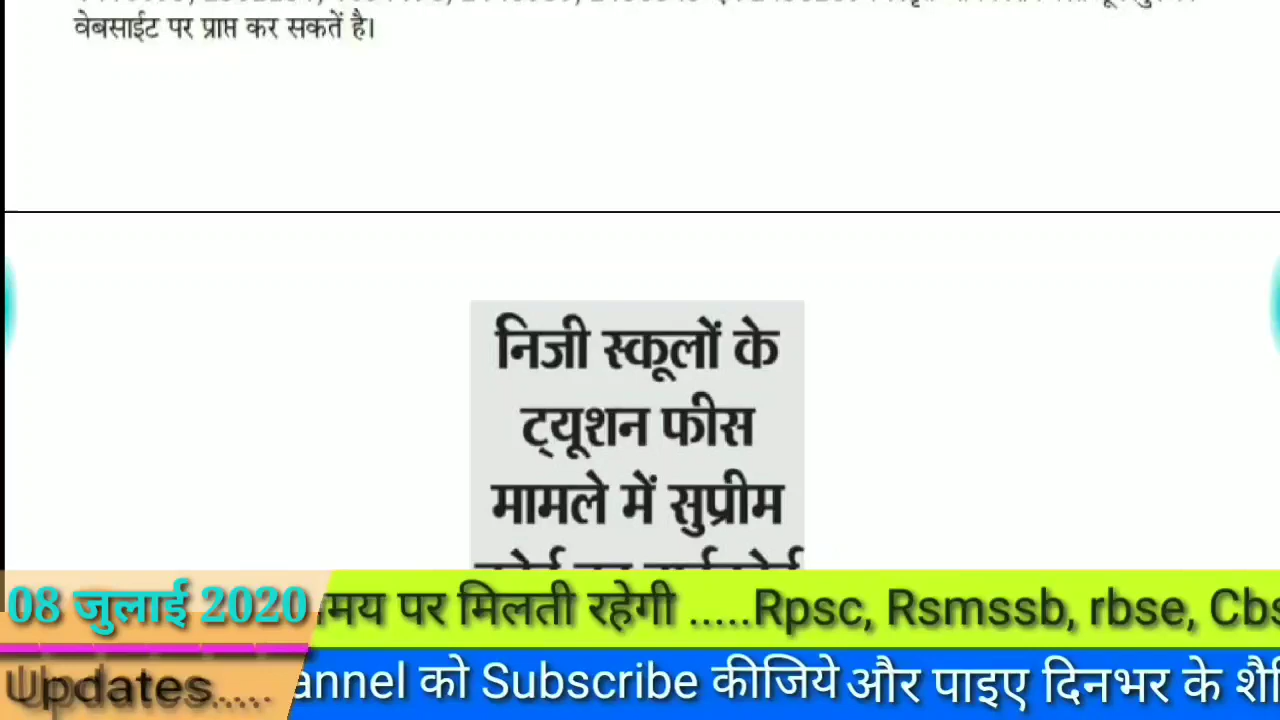 वेबसाईट पर प्राप्त कर सकतें है।
निजी स्कूलों के
ट्यूशन फीस
मामले में सुप्रीम
08 जुलाई 2020 मय पर मिलती रहेगी .....Rpsc, Rsmssb, rbse, Cbs
Updates.... annel को Subscribe कीजिये और पाइए दिनभर के शै